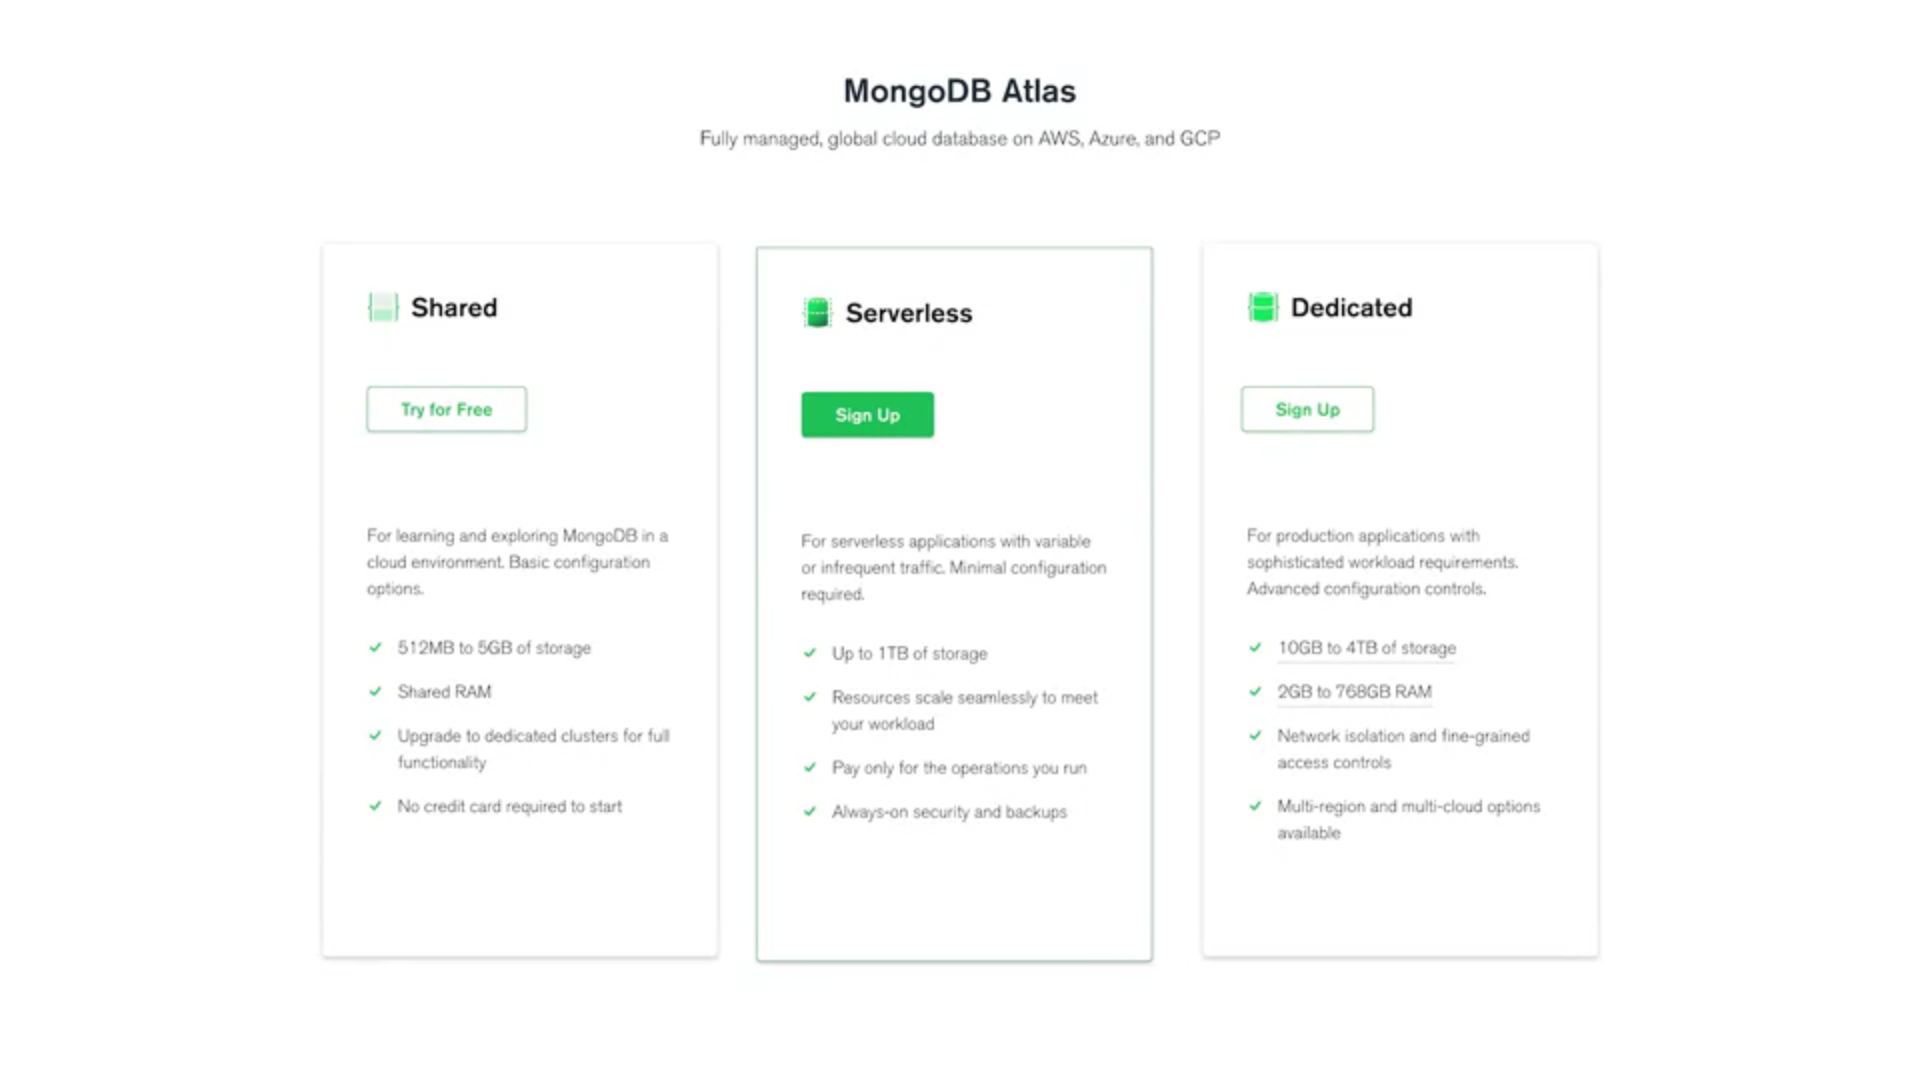 MongoDB Atlas
Fully managed, global cloud database on AWS, Azure, and GCP
Shared
Try for Free
For learning and exploring MongoDB in a
cloud environment. Basic configuration
options.
512MB to 5GB of storage
Shared RAM
Upgrade to dedicated clusters for full
functionality
No credit card required to start
Serverless
Sign Up
For serverless applications with variable
or infrequent traffic. Minimal configuration
required.
Up to 1TB of storage
Resources scale seamlessly to meet
your workload
Pay only for the operations you run
Always-on security and backups
Dedicated
Sign Up
For production applications with
sophisticated workload requirements.
Advanced configuration controls.
10GB to 4TB of storage
2GB to 768GB RAM
Network isolation and fine-grained
access controls
Multi-region and multi-cloud options
available